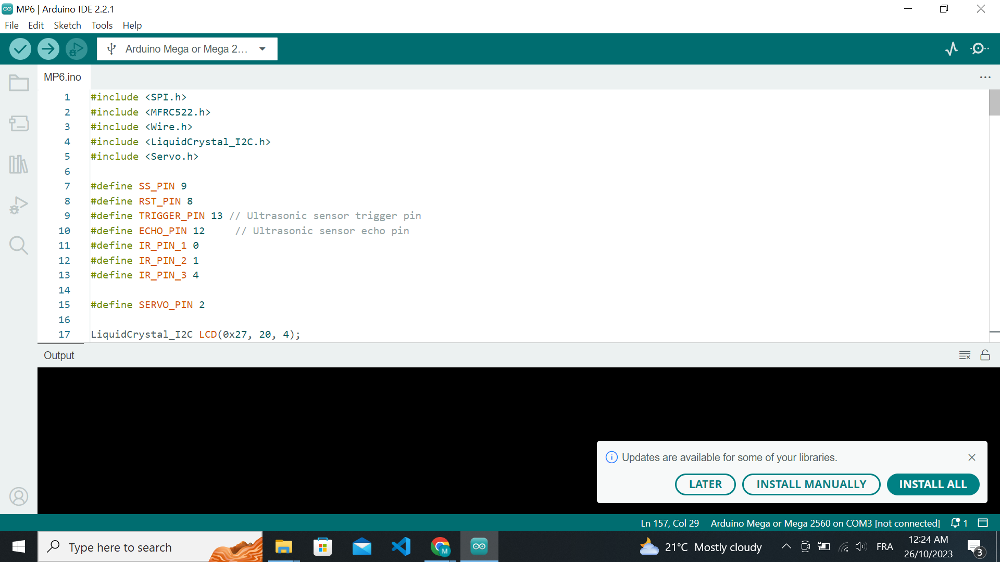 MP6 | Arduino IDE 2.2.1
File Edit Sketch Tools Help
Arduino Mega or Mega 2...
MP6.ino
1 #include <SPI.h>
2 #include <MFRC522.h>
3 #include <Wire.h>
4 #include <LiquidCrystal_I2C.h>
5 #include <Servo.h>
6
7 #define SS_PIN 9
8 #define RST_PIN 8
9 #define TRIGGER_PIN 13 // Ultrasonic sensor trigger pin
10 #define ECHO_PIN 12     // Ultrasonic sensor echo pin
11 #define IR_PIN_1 0
12 #define IR_PIN_2 1
13 #define IR_PIN_3 4
14
15 #define SERVO_PIN 2
16
17 LiquidCrystal_I2C LCD(0x27, 20, 4);
Output
Updates are available for some of your libraries.
LATER INSTALL MANUALLY INSTALL ALL
Ln 157, Col 29 Arduino Mega or Mega 2560 on COM3 [not connected] 1
Type here to search
M
21°C Mostly cloudy
FRA
12:24 AM
26/10/2023
3